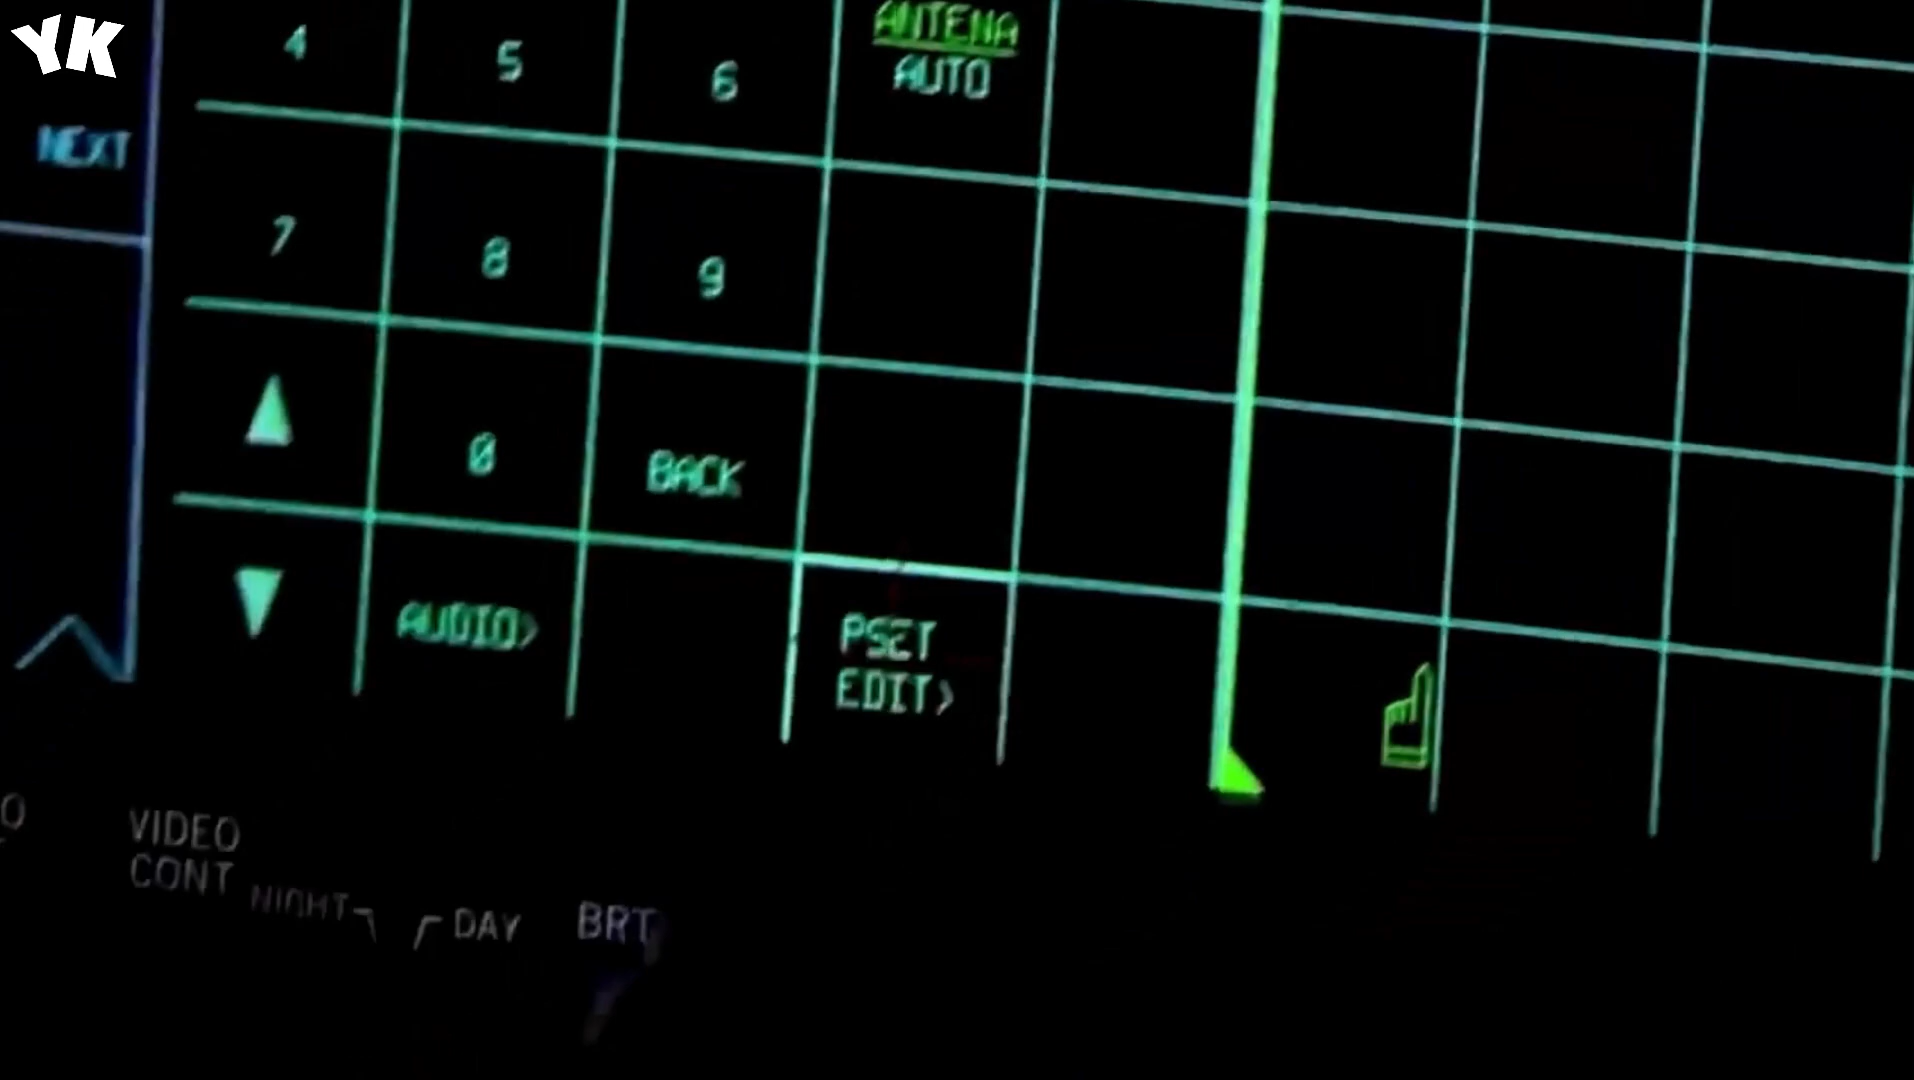 YK
4
5
6
ANTENA
AUTO
NEXT
7
8
9
0
BACK
AUDIO>
PSET
EDIT>
VIDEO
CONT
NIGHT
DAY
BRT